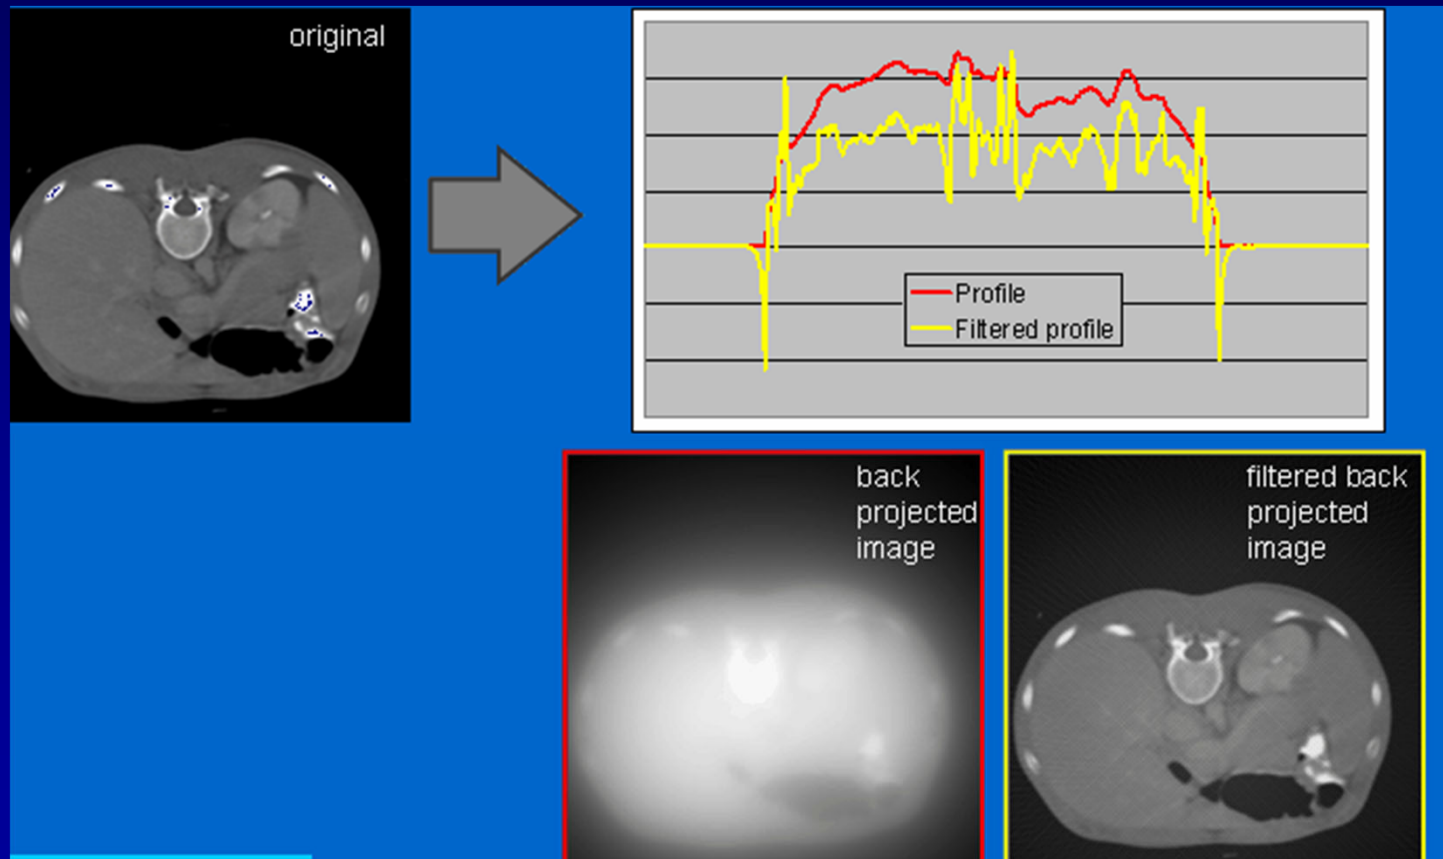 original
Profile
Filtered profile
back
projected
image
filtered back
projected
image